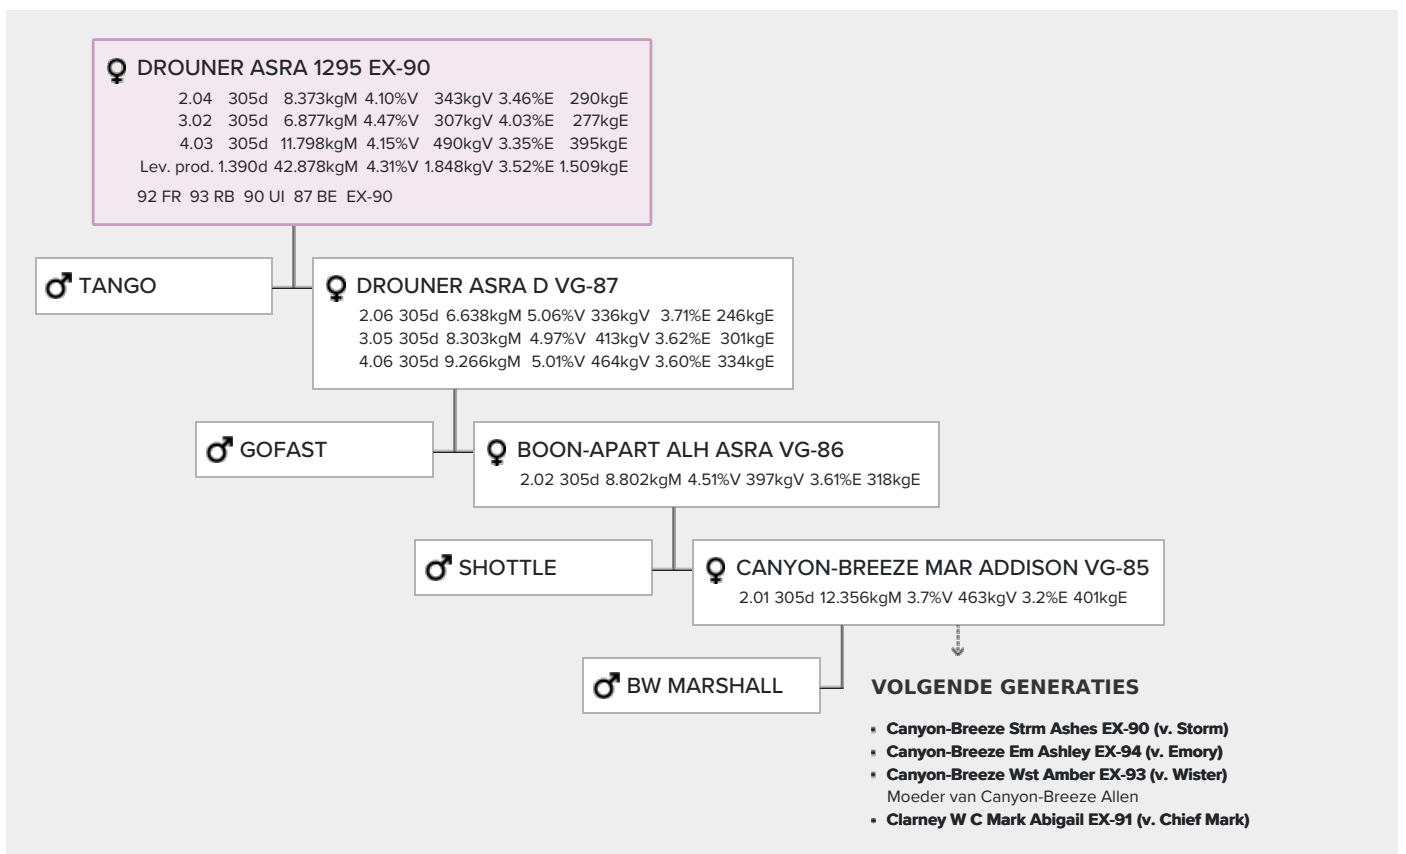 DROUNER ASRA 1295 EX-90
2.04 305d 8.373kgM 4.10%V 343kgV 3.46%E 290kgE
3.02 305d 6.877kgM 4.47%V 307kgV 4.03%E 277kgE
4.03 305d 11.798kgM 4.15%V 490kgV 3.35%E 395kgE
Lev. prod. 1.390d 42.878kgM 4.31%V 1.848kgV 3.52%E 1.509kgE
92 FR 93 RB 90 UI 87 BE EX-90
TANGO
DROUNER ASRA D VG-87
2.06 305d 6.638kgM 5.06%V 336kgV 3.71%E 246kgE
3.05 305d 8.303kgM 4.97%V 413kgV 3.62%E 301kgE
4.06 305d 9.266kgM 5.01%V 464kgV 3.60%E 334kgE
GOFAST
BOON-APART ALH ASRA VG-86
2.02 305d 8.802kgM 4.51%V 397kgV 3.61%E 318kgE
SHOTTLE
CANYON-BREEZE MAR ADDISON VG-85
2.01 305d 12.356kgM 3.7%V 463kgV 3.2%E 401kgE
BW MARSHALL
VOLGENDE GENERATIES
▪ Canyon-Breeze Strm Ashes EX-90 (v. Storm)
▪ Canyon-Breeze Em Ashley EX-94 (v. Emory)
▪ Canyon-Breeze Wst Amber EX-93 (v. Wister)
Moeder van Canyon-Breeze Allen
▪ Clarney W C Mark Abigail EX-91 (v. Chief Mark)